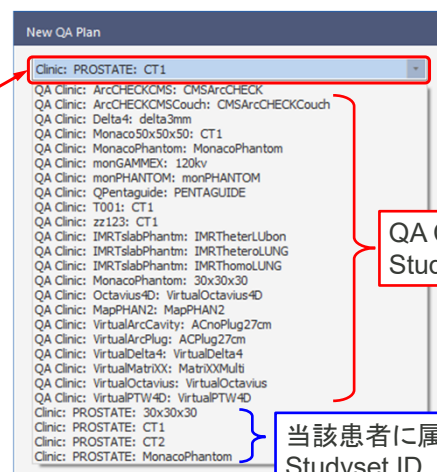 New QA Plan
Clinic: PROSTATE: CT1
QA Clinic: ArcCHECKCMS: CMSArcCHECK
QA Clinic: ArcCHECKCMSCouch: CMSArcCHECKCouch
QA Clinic: Delta4: delta3mm
QA Clinic: Monaco50x50x50: CT1
QA Clinic: MonacoPhantom: MonacoPhantom
QA Clinic: monGAMMEX: 120kv
QA Clinic: monPHANTOM: monPHANTOM
QA Clinic: QPentaguide: PENTAGUIDE
QA Clinic: T001: CT1
QA Clinic: zz123: CT1
QA Clinic: IMRTslabPhantm: IMRTheterLUbon
QA Clinic: IMRTslabPhantm: IMRTheteroLUNG
QA Clinic: IMRTslabPhantm: IMRThomoLUNG
QA Clinic: MonacoPhantom: 30x30x30
QA Clinic: Octavius4D: VirtualOctavius4D
QA Clinic: MapPHAN2: MapPHAN2
QA Clinic: VirtualArcCavity: ACnoPlug27cm
QA Clinic: VirtualArcPlug: ACPlug27cm
QA Clinic: VirtualDelta4: VirtualDelta4
QA Clinic: VirtualMatriXX: MatriXXMulti
QA Clinic: VirtualOctavius: VirtualOctavius
QA Clinic: VirtualPTW4D: VirtualPTW4D
Clinic: PROSTATE: 30x30x30
Clinic: PROSTATE: CT1
Clinic: PROSTATE: CT2
Clinic: PROSTATE: MonacoPhantom
QA
Stud
当該患者に属
Studyset ID